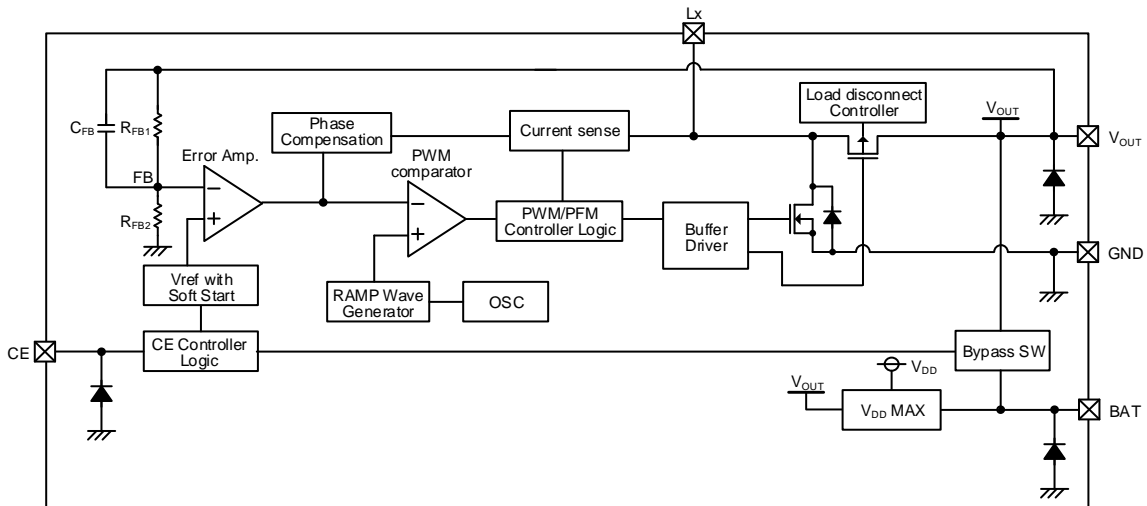 Lx
Load disconnect
Controller
VOUT
VOUT
CFB
RFB1
Phase
Compensation
Current sense
Error Amp.
PWM
comparator
FB
−
+
−
+
RFB2
PWM/PFM
Controller Logic
Buffer
Driver
GND
Vref with
Soft Start
RAMP Wave
Generator
OSC
CE
CE Controller
Logic
Bypass SW
VDD
VOUT
VDD MAX
BAT